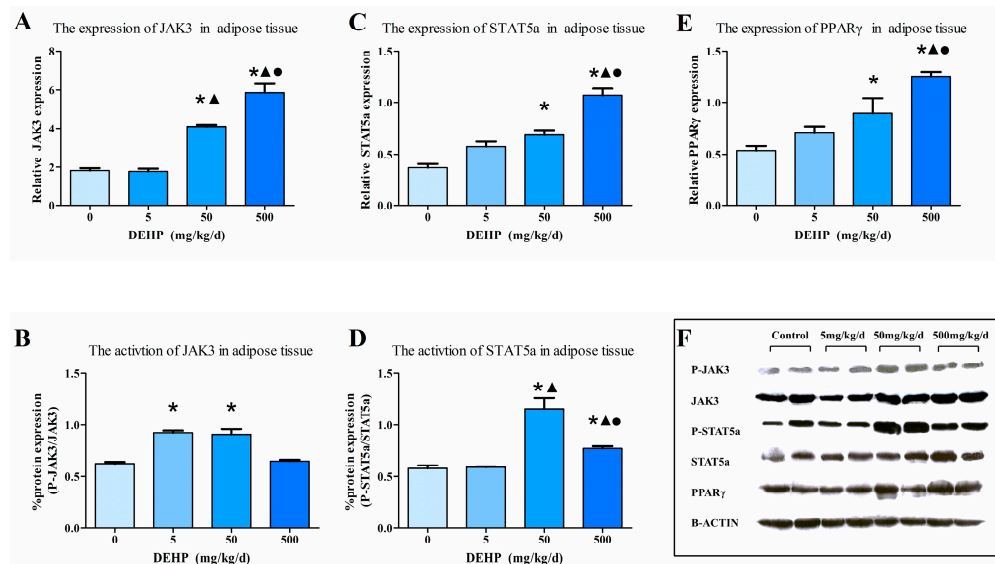 A
The expression of JAK3 in adipose tissue
Relative JAK3 expression
8
6
4
2
0
*▲
*▲●
0 5 50 500
DEHP (mg/kg/d)
C
The expression of STAT5a in adipose tissue
Relative STAT5a expression
1.5
1.0
0.5
0.0
*
*▲●
0 5 50 500
DEHP (mg/kg/d)
E
The expression of PPARγ in adipose tissue
Relative PPARγ expression
1.5
1.0
0.5
0.0
*
*▲●
0 5 50 500
DEHP (mg/kg/d)
B
The activtion of JAK3 in adipose tissue
%protein expression
(P-JAK3/JAK3)
1.5
1.0
0.5
0.0
*
*
0 5 50 500
DEHP (mg/kg/d)
D
The activtion of STAT5a in adipose tissue
%protein expression
(P-STAT5a/STAT5a)
1.5
1.0
0.5
0.0
*▲
*▲●
0 5 50 500
DEHP (mg/kg/d)
F
Control 5mg/kg/d 50mg/kg/d 500mg/kg/d
P-JAK3
JAK3
P-STAT5a
STAT5a
PPARγ
B-ACTIN